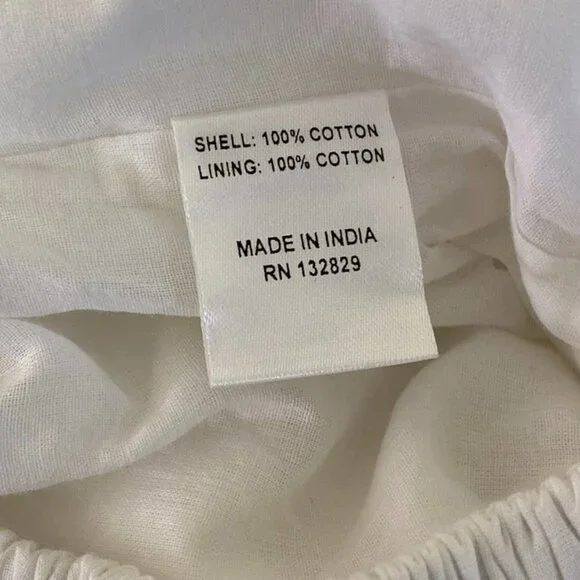 SHELL: 100% COTTON
LINING: 100% COTTON
MADE IN INDIA
RN 132829